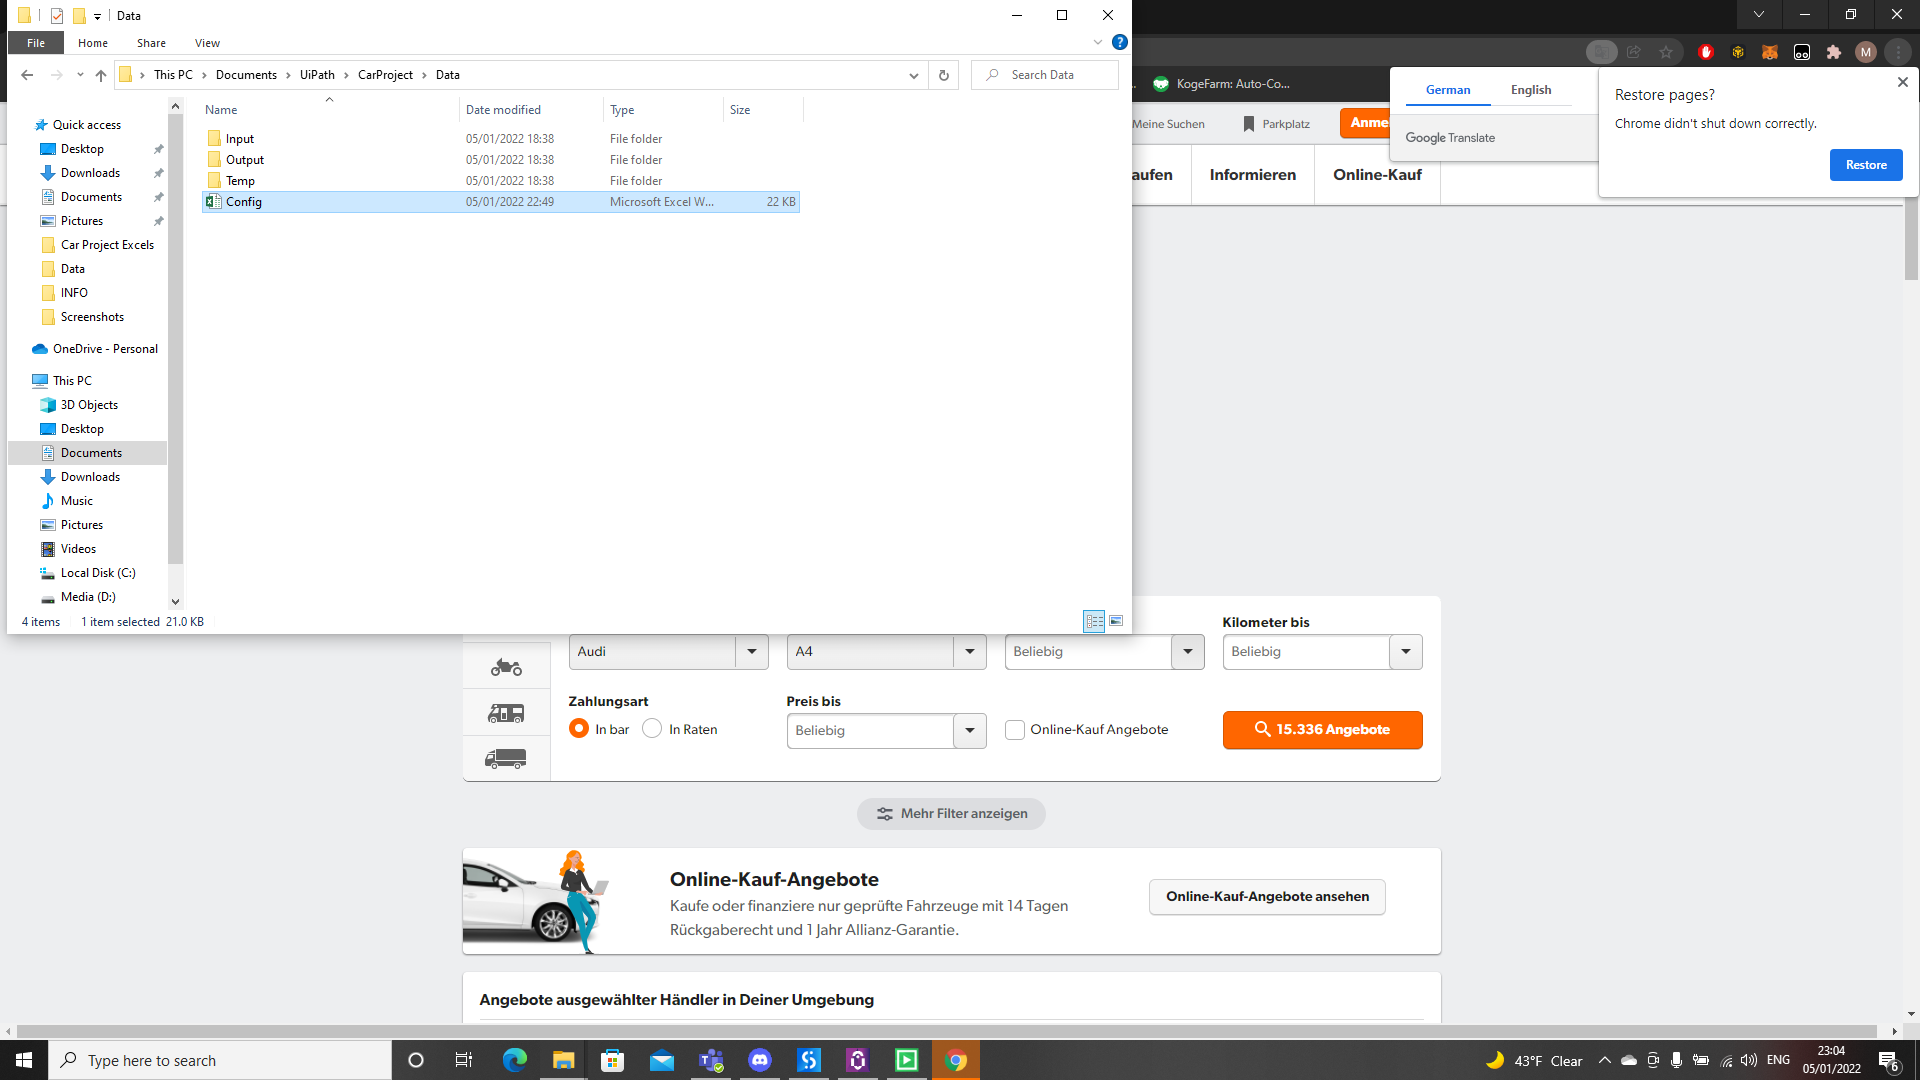 Data
File
Home
Share
View
This PC
Documents
UiPath
CarProject
Data
Search Data
Name
Date modified
Type
Size
Input
05/01/2022 18:38
File folder
Output
05/01/2022 18:38
File folder
Temp
05/01/2022 18:38
File folder
Config
05/01/2022 22:49
Microsoft Excel W...
22 KB
Quick access
Desktop
Downloads
Documents
Pictures
Car Project Excels
Data
INFO
Screenshots
OneDrive - Personal
This PC
3D Objects
Desktop
Documents
Downloads
Music
Pictures
Videos
Local Disk (C:)
Media (D:)
4 items
1 item selected 21.0 KB
M
KogeFarm: Auto-Co...
German
English
Google Translate
Restore pages?
Chrome didn't shut down correctly.
Restore
Meine Suchen
Parkplatz
Anme
aufen
Informieren
Online-Kauf
Kilometer bis
Audi
A4
Beliebig
Beliebig
Zahlungsart
In bar
In Raten
Preis bis
Beliebig
Online-Kauf Angebote
15.336 Angebote
Mehr Filter anzeigen
Online-Kauf-Angebote
Kaufe oder finanziere nur geprüfte Fahrzeuge mit 14 Tagen
Rückgaberecht und 1 Jahr Allianz-Garantie.
Online-Kauf-Angebote ansehen
Angebote ausgewählter Händler in Deiner Umgebung
Type here to search
43°F Clear
ENG
23:04
05/01/2022
6